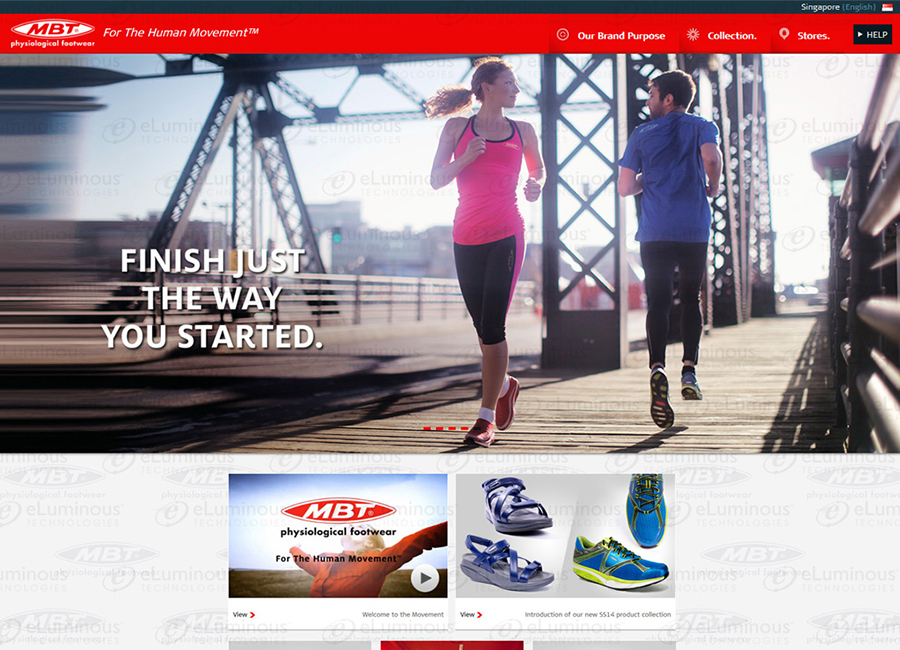 Singapore (English)
MBT®
physiological footwear
For The Human Movement™
Our Brand Purpose
Collection.
Stores.
HELP
FINISH JUST
THE WAY
YOU STARTED.
MBT®
physiological footwear
For The Human Movement™
View
Welcome to the Movement
View
Introduction of our new SS14 product collection
eLuminous
TECHNOLOGIES